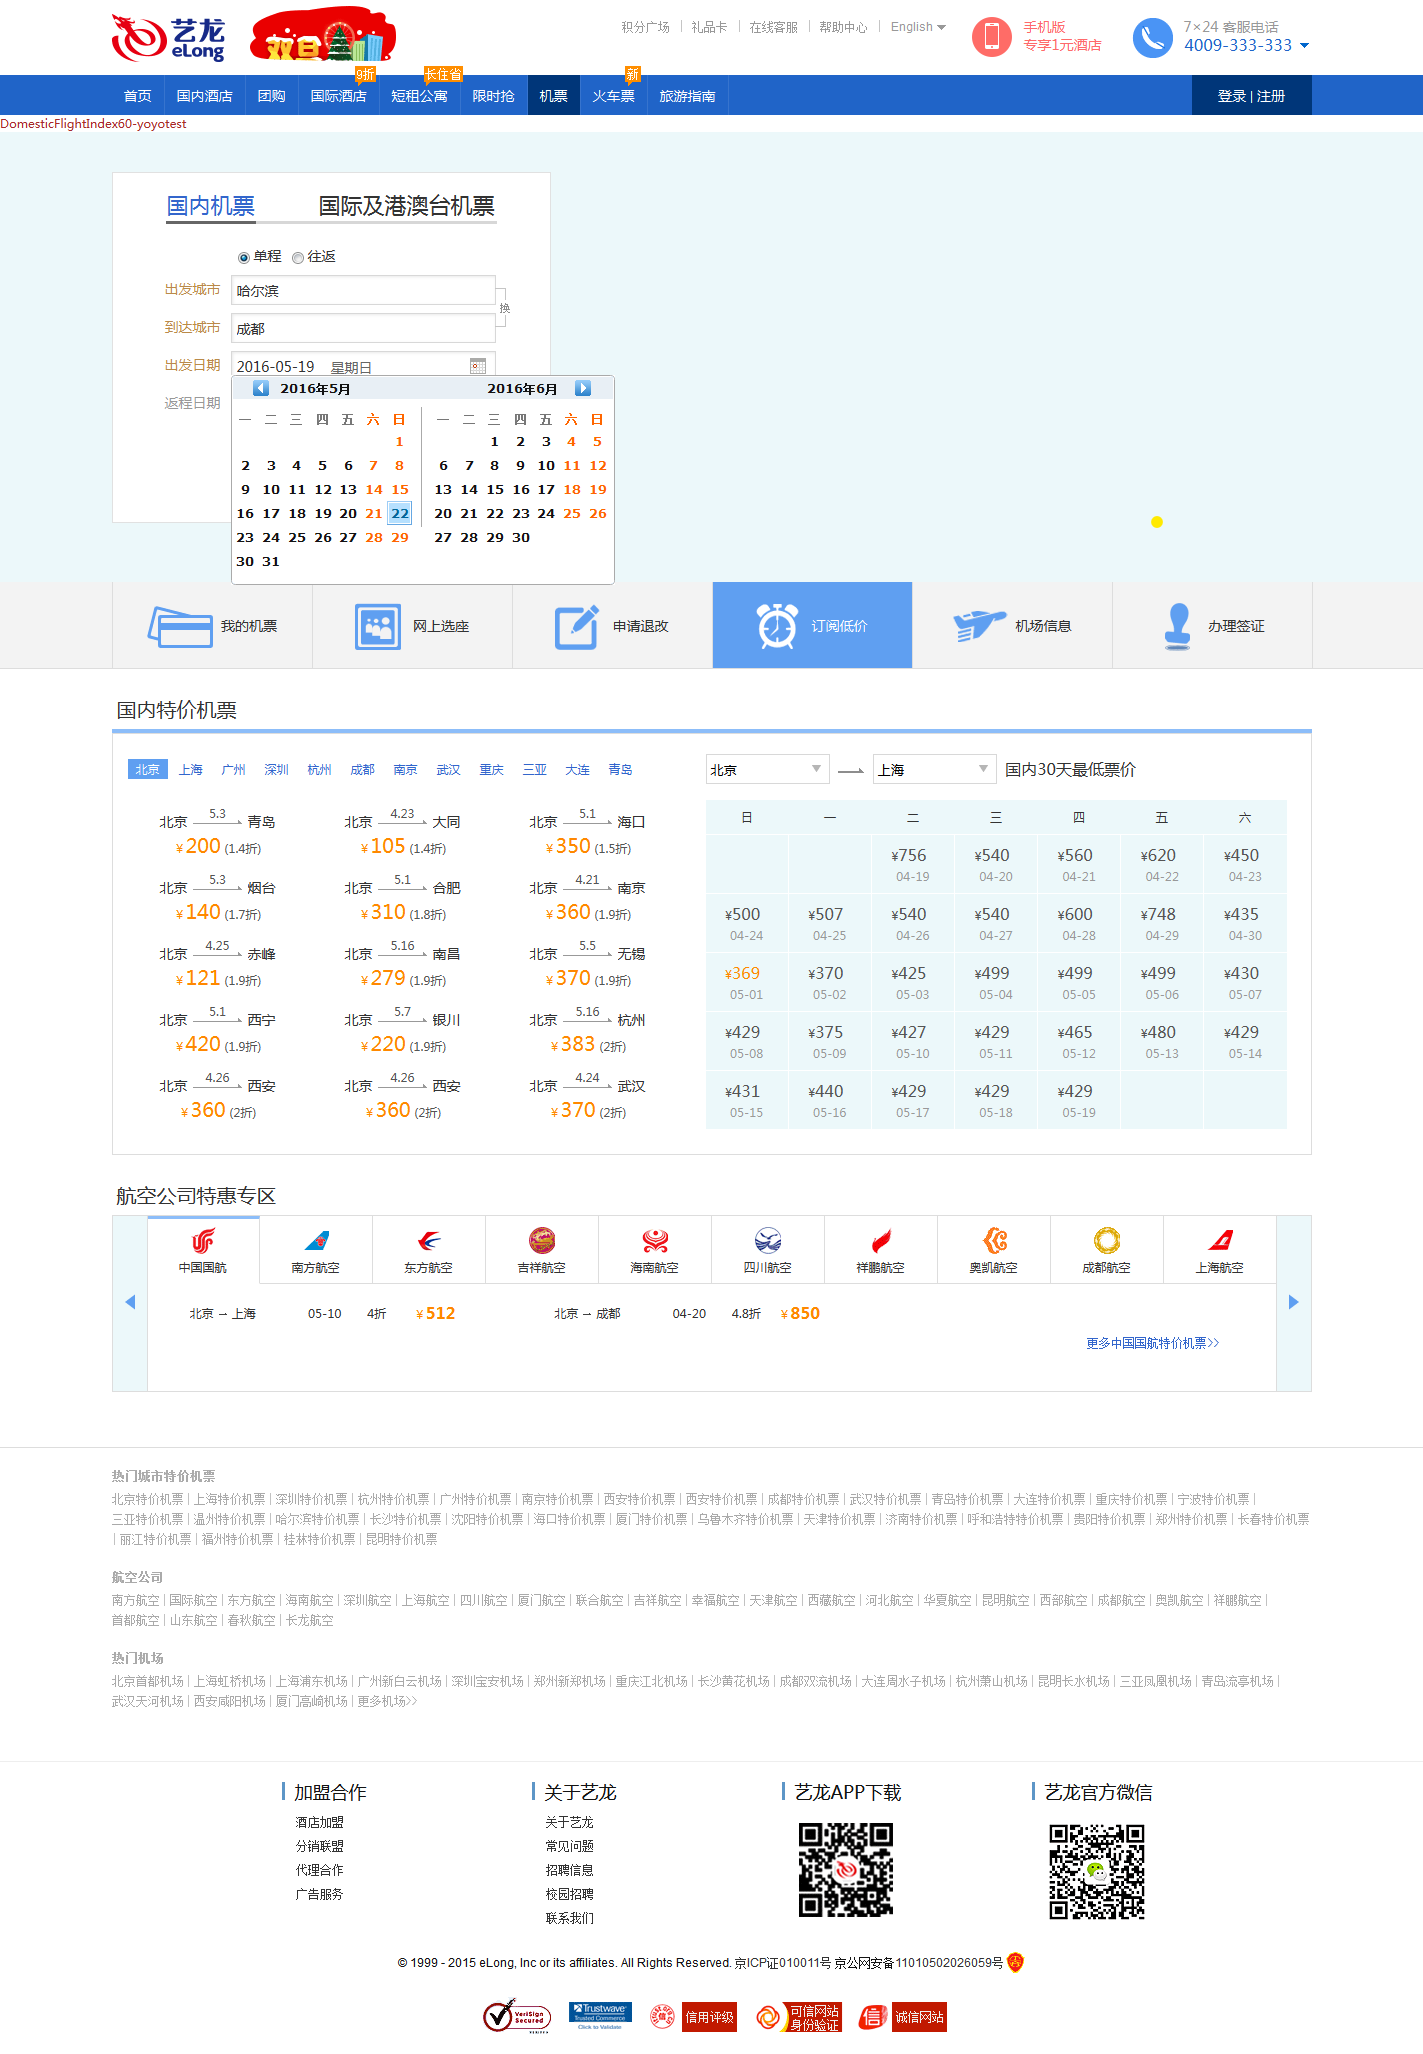 艺龙
eLong
双旦
积分广场 | 礼品卡 | 在线客服 | 帮助中心 | English
手机版
专享1元酒店
7×24 客服电话
4009-333-333
9折 长住省 新
首页 国内酒店 团购 国际酒店 短租公寓 限时抢 机票 火车票 旅游指南 登录 | 注册
DomesticFlightIndex60-yoyotest
国内机票 国际及港澳台机票
单程 往返
出发城市 哈尔滨
换
到达城市 成都
出发日期 2016-05-19 星期日
返程日期
2016年5月 2016年6月
一 二 三 四 五 六 日 一 二 三 四 五 六 日
1 1 2 3 4 5
2 3 4 5 6 7 8 6 7 8 9 10 11 12
9 10 11 12 13 14 15 13 14 15 16 17 18 19
16 17 18 19 20 21 22 20 21 22 23 24 25 26
23 24 25 26 27 28 29 27 28 29 30
30 31
我的机票 网上选座 申请退改 订阅低价 机场信息 办理签证
国内特价机票
北京 上海 广州 深圳 杭州 成都 南京 武汉 重庆 三亚 大连 青岛
北京 5.3 青岛 北京 4.23 大同 北京 5.1 海口
¥200 (1.4折) ¥105 (1.4折) ¥350 (1.5折)
北京 5.3 烟台 北京 5.1 合肥 北京 4.21 南京
¥140 (1.7折) ¥310 (1.8折) ¥360 (1.9折)
北京 4.25 赤峰 北京 5.16 南昌 北京 5.5 无锡
¥121 (1.9折) ¥279 (1.9折) ¥370 (1.9折)
北京 5.1 西宁 北京 5.7 银川 北京 5.16 杭州
¥420 (1.9折) ¥220 (1.9折) ¥383 (2折)
北京 4.26 西安 北京 4.26 西安 北京 4.24 武汉
¥360 (2折) ¥360 (2折) ¥370 (2折)
北京 上海 国内30天最低票价
日 一 二 三 四 五 六
¥756 ¥540 ¥560 ¥620 ¥450
04-19 04-20 04-21 04-22 04-23
¥500 ¥507 ¥540 ¥540 ¥600 ¥748 ¥435
04-24 04-25 04-26 04-27 04-28 04-29 04-30
¥369 ¥370 ¥425 ¥499 ¥499 ¥499 ¥430
05-01 05-02 05-03 05-04 05-05 05-06 05-07
¥429 ¥375 ¥427 ¥429 ¥465 ¥480 ¥429
05-08 05-09 05-10 05-11 05-12 05-13 05-14
¥431 ¥440 ¥429 ¥429 ¥429
05-15 05-16 05-17 05-18 05-19
航空公司特惠专区
中国国航 南方航空 东方航空 吉祥航空 海南航空 四川航空 祥鹏航空 奥凯航空 成都航空 上海航空
北京 → 上海 05-10 4折 ¥512 北京 → 成都 04-20 4.8折 ¥850
更多中国国航特价机票>>
热门城市特价机票
北京特价机票 | 上海特价机票 | 深圳特价机票 | 杭州特价机票 | 广州特价机票 | 南京特价机票 | 西安特价机票 | 西安特价机票 | 成都特价机票 | 武汉特价机票 | 青岛特价机票 | 大连特价机票 | 重庆特价机票 | 宁波特价机票 |
三亚特价机票 | 温州特价机票 | 哈尔滨特价机票 | 长沙特价机票 | 沈阳特价机票 | 海口特价机票 | 厦门特价机票 | 乌鲁木齐特价机票 | 天津特价机票 | 济南特价机票 | 呼和浩特特价机票 | 贵阳特价机票 | 郑州特价机票 | 长春特价机票
| 丽江特价机票 | 福州特价机票 | 桂林特价机票 | 昆明特价机票
航空公司
南方航空 | 国际航空 | 东方航空 | 海南航空 | 深圳航空 | 上海航空 | 四川航空 | 厦门航空 | 联合航空 | 吉祥航空 | 幸福航空 | 天津航空 | 西藏航空 | 河北航空 | 华夏航空 | 昆明航空 | 西部航空 | 成都航空 | 奥凯航空 | 祥鹏航空 |
首都航空 | 山东航空 | 春秋航空 | 长龙航空
热门机场
北京首都机场 | 上海虹桥机场 | 上海浦东机场 | 广州新白云机场 | 深圳宝安机场 | 郑州新郑机场 | 重庆江北机场 | 长沙黄花机场 | 成都双流机场 | 大连周水子机场 | 杭州萧山机场 | 昆明长水机场 | 三亚凤凰机场 | 青岛流亭机场 |
武汉天河机场 | 西安咸阳机场 | 厦门高崎机场 | 更多机场>>
加盟合作 关于艺龙 艺龙APP下载 艺龙官方微信
酒店加盟 关于艺龙
分销联盟 常见问题
代理合作 招聘信息
广告服务 校园招聘
联系我们
© 1999 - 2015 eLong, Inc or its affiliates. All Rights Reserved. 京ICP证010011号 京公网安备11010502026059号
VeriSign Secured
Trustwave
Trusted Commerce
Click to Validate
信用评级
可信网站
身份验证
诚信网站